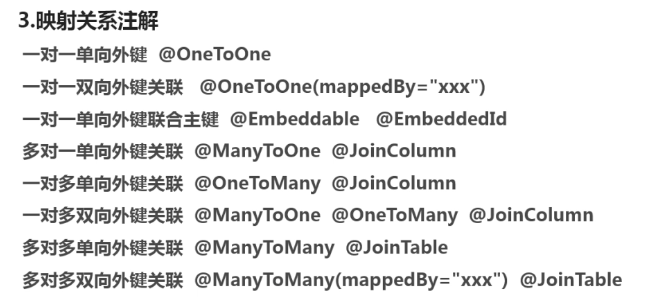 3.映射关系注解
一对一单向外键 @OneToOne
一对一双向外键关联 @OneToOne(mappedBy="xxx")
一对一单向外键联合主键 @Embeddable @EmbeddedId
多对一单向外键关联 @ManyToOne @JoinColumn
一对多单向外键关联 @OneToMany @JoinColumn
一对多双向外键关联 @ManyToOne @OneToMany @JoinColumn
多对多单向外键关联 @ManyToMany @JoinTable
多对多双向外键关联 @ManyToMany(mappedBy="xxx") @JoinTable